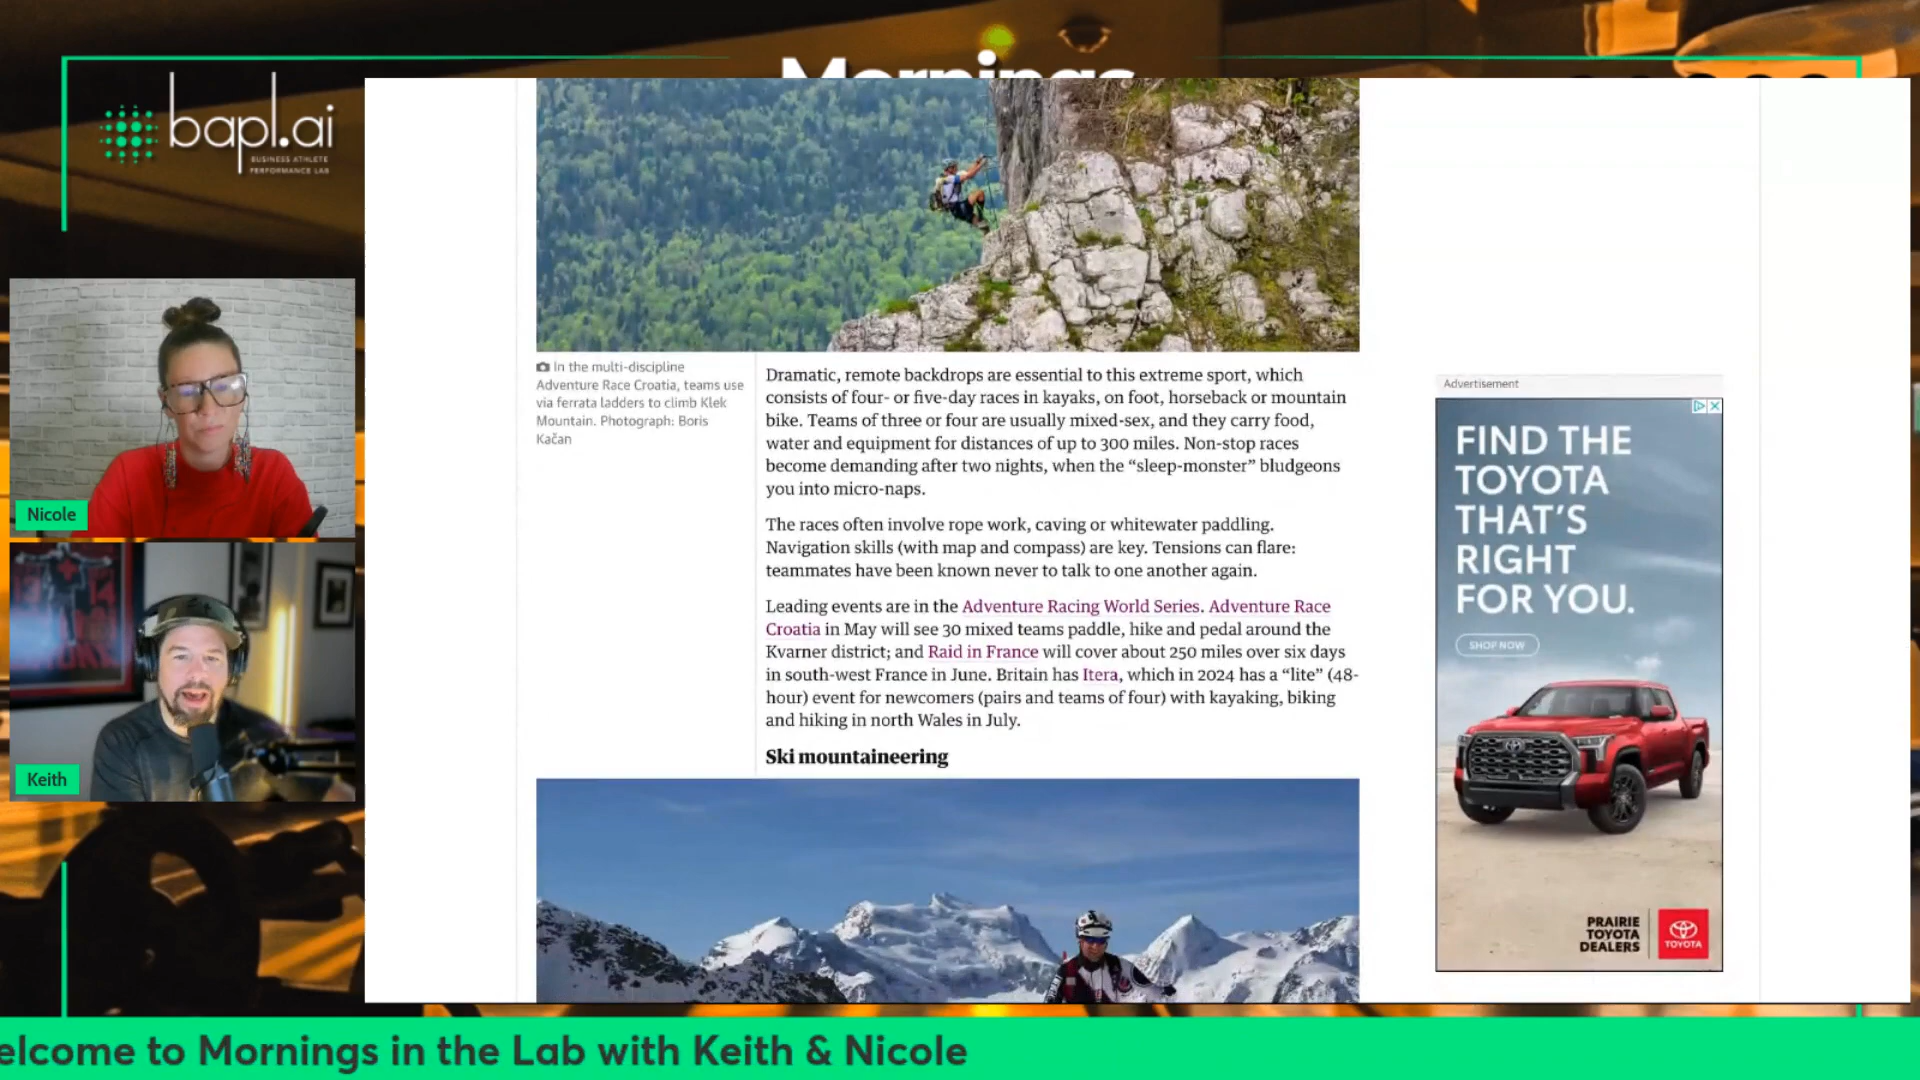 Mornings
bapl.ai
BUSINESS ATHLETE
PERFORMANCE LAB
Nicole
Keith
In the multi-discipline
Adventure Race Croatia, teams use
via ferrata ladders to climb Klek
Mountain. Photograph: Boris
Kačan
Dramatic, remote backdrops are essential to this extreme sport, which
consists of four- or five-day races in kayaks, on foot, horseback or mountain
bike. Teams of three or four are usually mixed-sex, and they carry food,
water and equipment for distances of up to 300 miles. Non-stop races
become demanding after two nights, when the “sleep-monster” bludgeons
you into micro-naps.
The races often involve rope work, caving or whitewater paddling.
Navigation skills (with map and compass) are key. Tensions can flare:
teammates have been known never to talk to one another again.
Leading events are in the Adventure Racing World Series. Adventure Race
Croatia in May will see 30 mixed teams paddle, hike and pedal around the
Kvarner district; and Raid in France will cover about 250 miles over six days
in south-west France in June. Britain has Itera, which in 2024 has a “lite” (48-
hour) event for newcomers (pairs and teams of four) with kayaking, biking
and hiking in north Wales in July.
Ski mountaineering
Advertisement
FIND THE
TOYOTA
THAT'S
RIGHT
FOR YOU.
SHOP NOW
PRAIRIE
TOYOTA
DEALERS
TOYOTA
elcome to Mornings in the Lab with Keith & Nicole